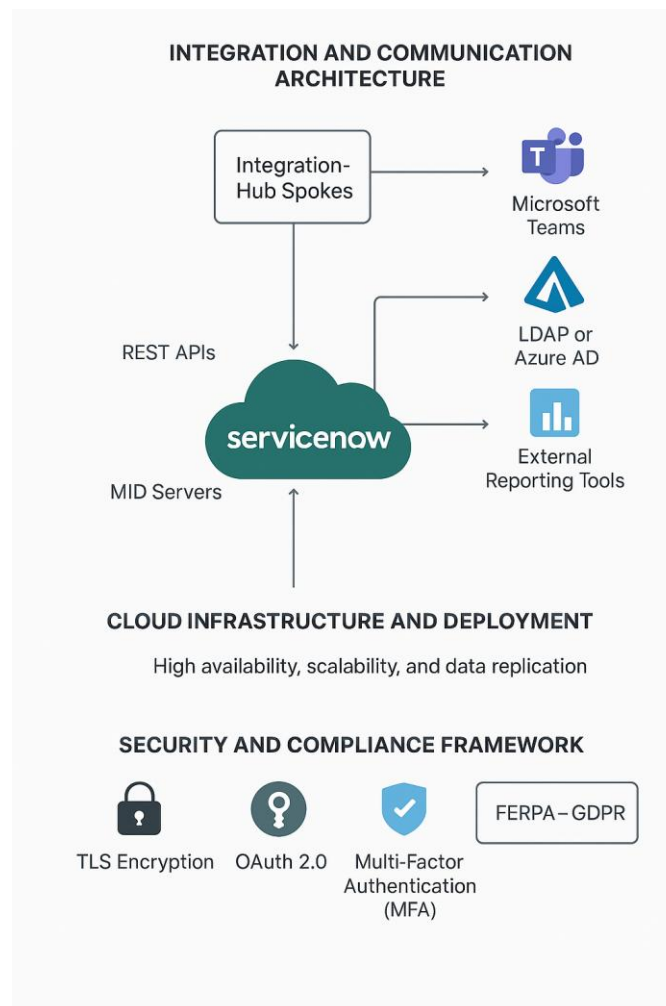 INTEGRATION AND COMMUNICATION
ARCHITECTURE
Integration-
Hub Spokes
T
Microsoft
Teams
LDAP or
Azure AD
REST APIs
servicenow
External
Reporting Tools
MID Servers
CLOUD INFRASTRUCTURE AND DEPLOYMENT
High availability, scalability, and data replication
SECURITY AND COMPLIANCE FRAMEWORK
TLS Encryption
OAuth 2.0
Multi-Factor
Authentication
(MFA)
FERPA–GDPR